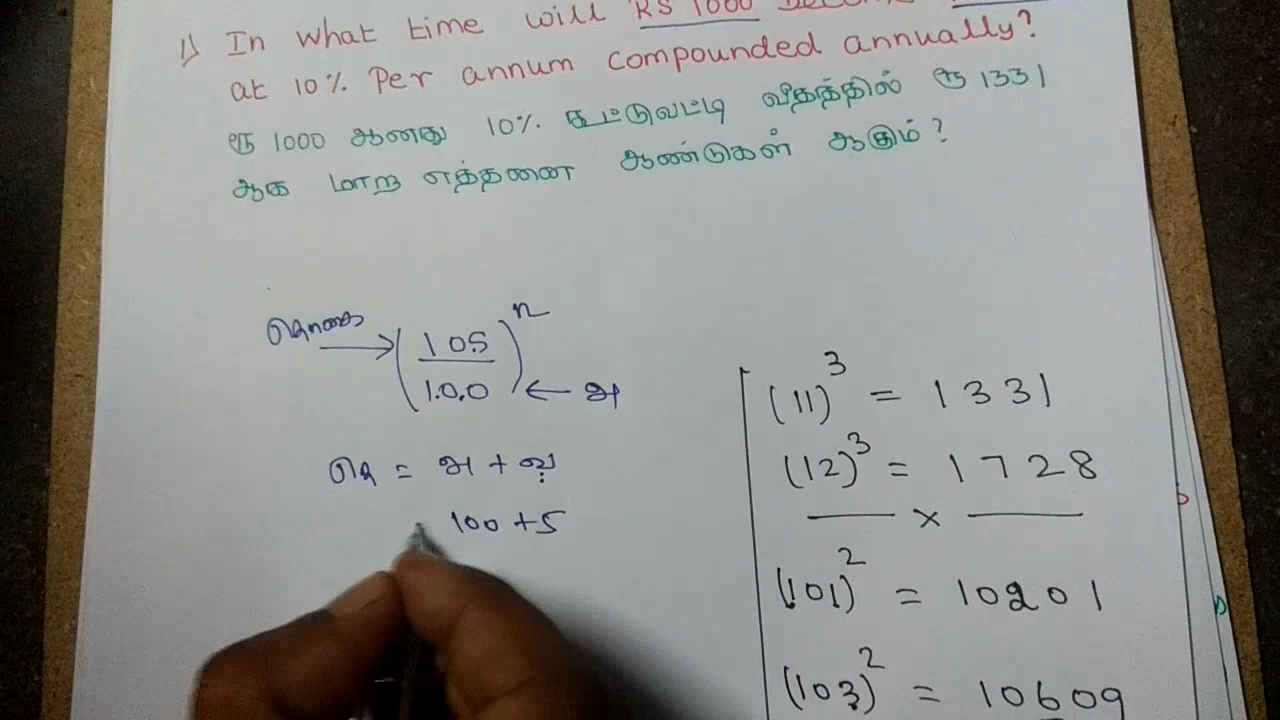 1) In what time will RS 1000
at 10% Per annum compounded annually?
ரூ 1000 ஆனது 10% கூட்டுவட்டி வீதத்தில் ரூ 1331
ஆக மாற எத்தனை ஆண்டுகள் ஆகும்?
தொகை → (105/100)ⁿ ← அ
தொ = அ + வ
100 + 5
(11)³ = 1331
(12)³ = 1728
(101)² = 10201
(103)² = 10609